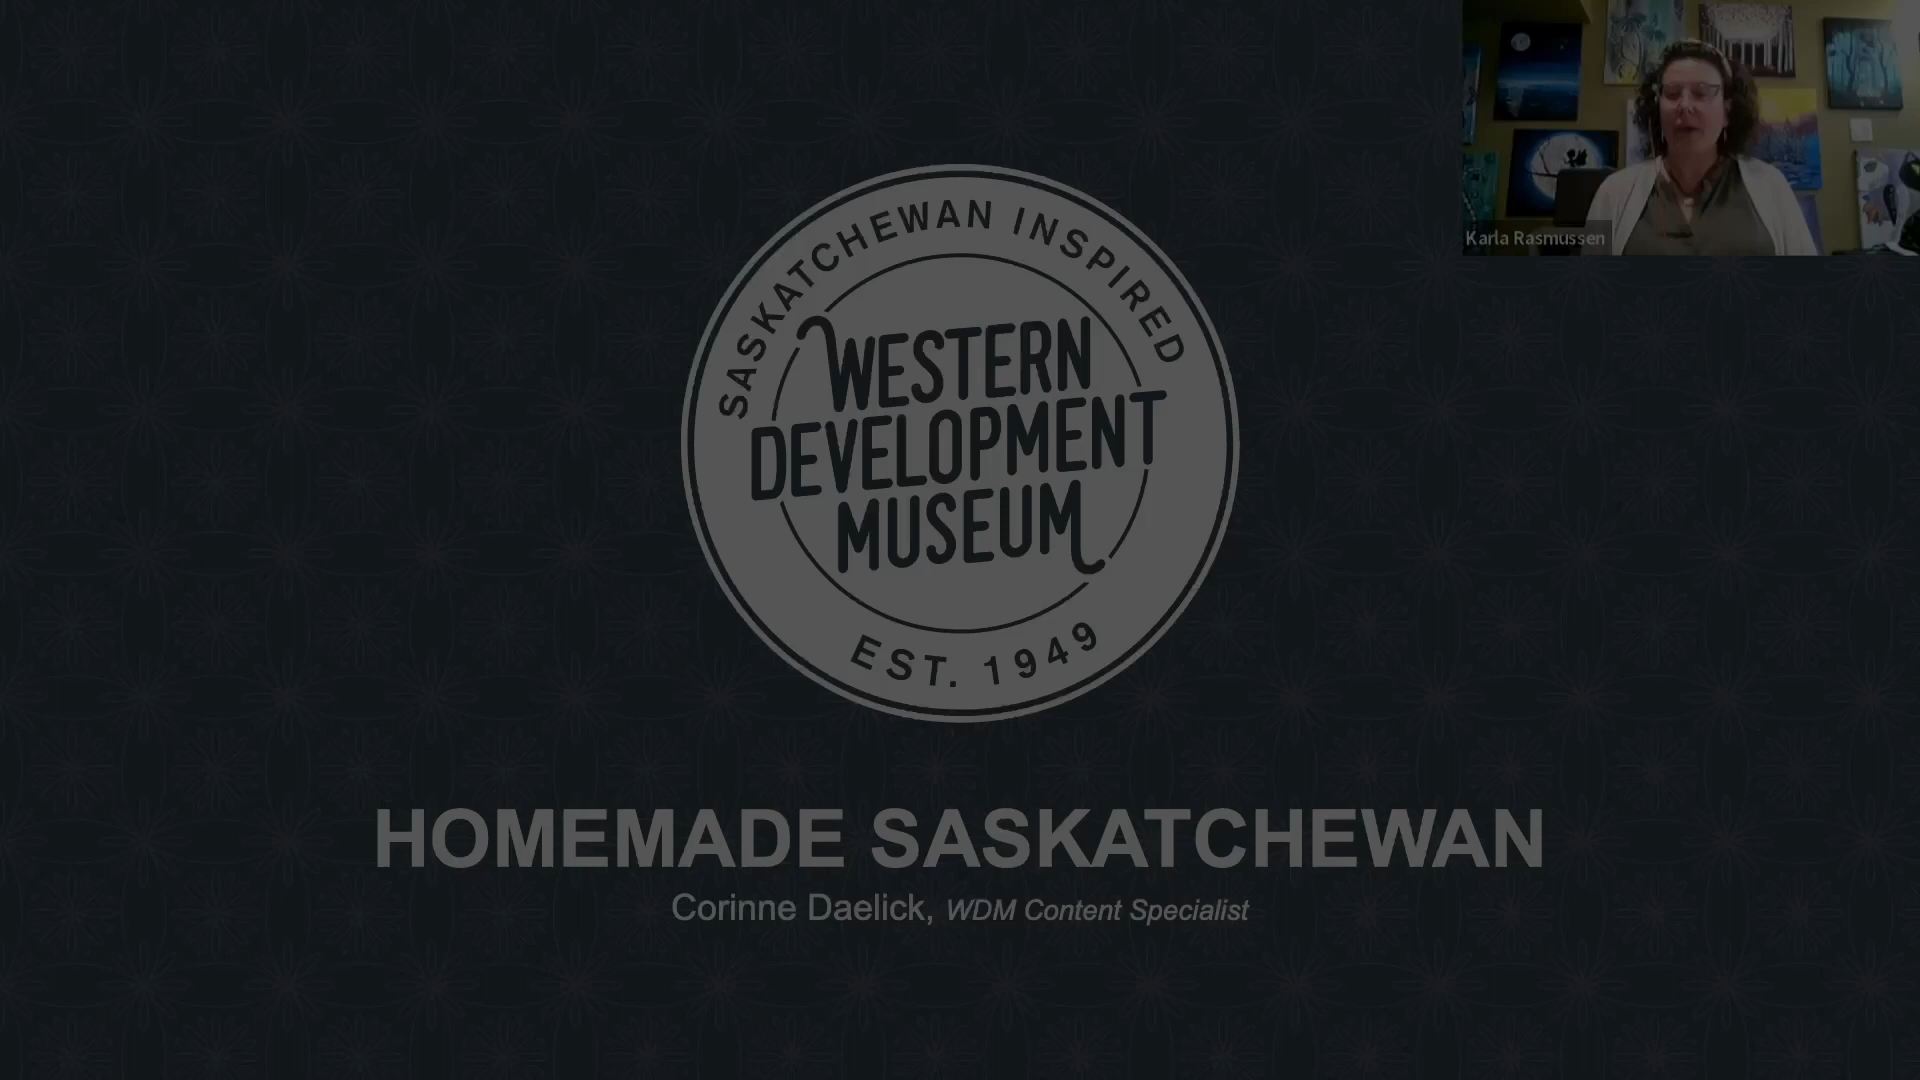 Karla Rasmussen
SASKATCHEWAN INSPIRED
WESTERN
DEVELOPMENT
MUSEUM
EST. 1949
HOMEMADE SASKATCHEWAN
Corinne Daelick, WDM Content Specialist